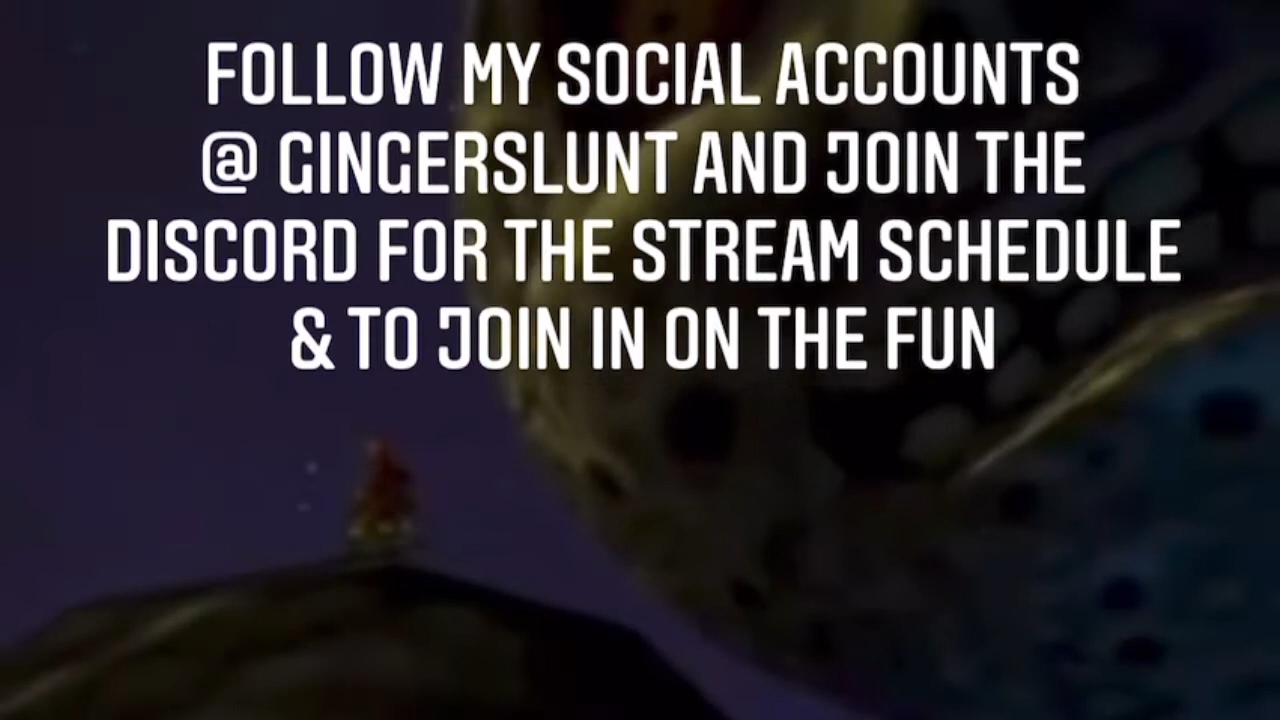 FOLLOW MY SOCIAL ACCOUNTS
@ GINGERSLUNT AND JOIN THE
DISCORD FOR THE STREAM SCHEDULE
& TO JOIN IN ON THE FUN